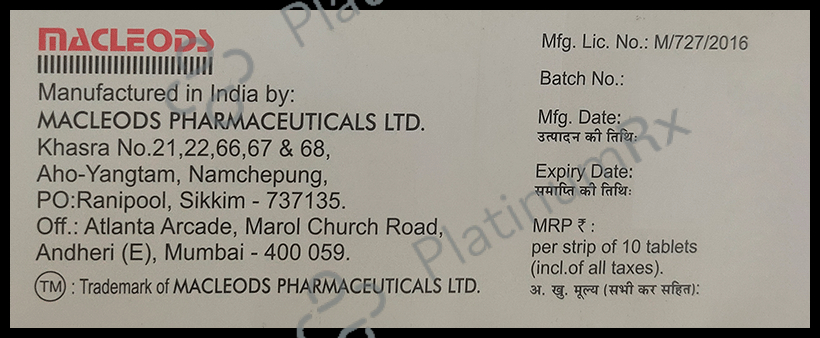 MACLEODS
Manufactured in India by:
MACLEODS PHARMACEUTICALS LTD.
Khasra No.21,22,66,67 & 68,
Aho-Yangtam, Namchepung,
PO:Ranipool, Sikkim - 737135.
Off.: Atlanta Arcade, Marol Church Road,
Andheri (E), Mumbai - 400 059.
TM : Trademark of MACLEODS PHARMACEUTICALS LTD.
Mfg. Lic. No.: M/727/2016
Batch No.:
Mfg. Date:
उत्पादन की तिथि:
Expiry Date:
समाप्ति की तिथि:
MRP ₹ :
per strip of 10 tablets
(incl.of all taxes).
अ. खु. मूल्य (सभी कर सहित):
PlatinumRx